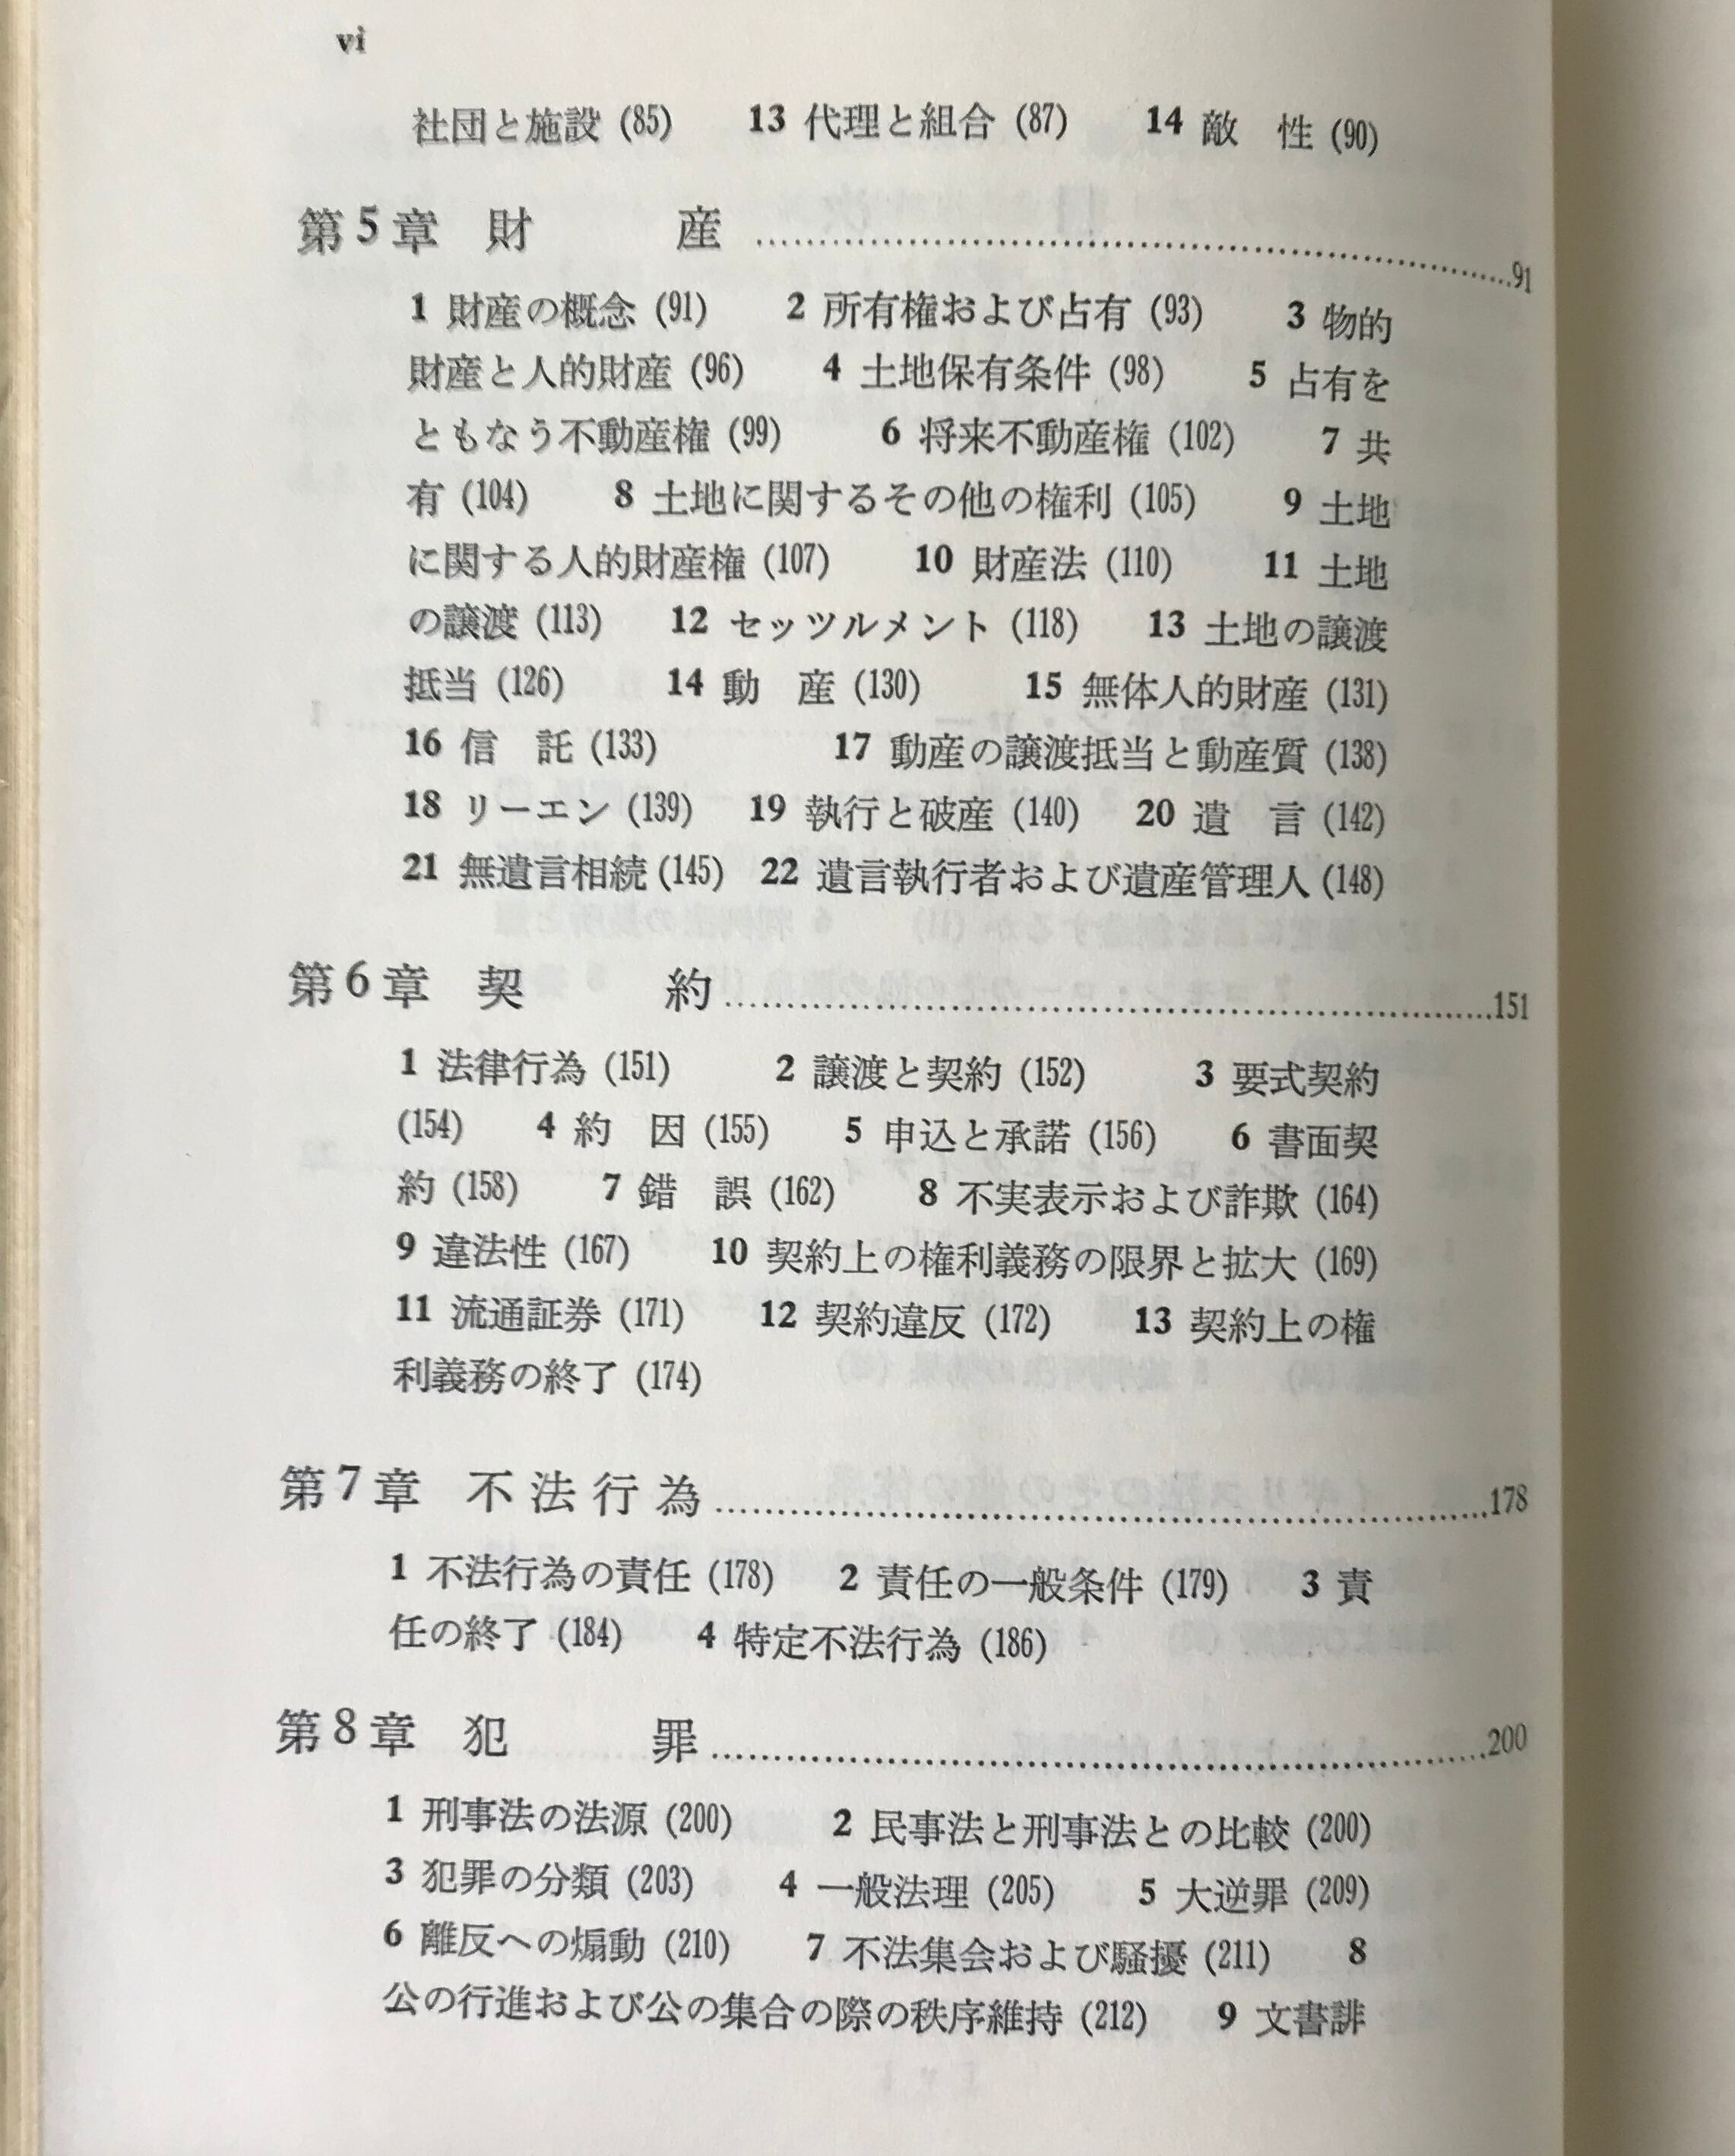 vi
社団と施設 (85)　13 代理と組合 (87)　14 敵　性 (90)
第5章　財　　産 ……………………………………91
1 財産の概念 (91)　2 所有権および占有 (93)　3 物的
財産と人的財産 (96)　4 土地保有条件 (98)　5 占有を
ともなう不動産権 (99)　6 将来不動産権 (102)　7 共
有 (104)　8 土地に関するその他の権利 (105)　9 土地
に関する人的財産権 (107)　10 財産法 (110)　11 土地
の譲渡 (113)　12 セッツルメント (118)　13 土地の譲渡
抵当 (126)　14 動　産 (130)　15 無体人的財産 (131)
16 信　託 (133)　17 動産の譲渡抵当と動産質 (138)
18 リーエン (139)　19 執行と破産 (140)　20 遺　言 (142)
21 無遺言相続 (145)　22 遺言執行者および遺産管理人 (148)
第6章　契　　約 ……………………………………151
1 法律行為 (151)　2 譲渡と契約 (152)　3 要式契約
(154)　4 約　因 (155)　5 申込と承諾 (156)　6 書面契
約 (158)　7 錯　誤 (162)　8 不実表示および詐欺 (164)
9 違法性 (167)　10 契約上の権利義務の限界と拡大 (169)
11 流通証券 (171)　12 契約違反 (172)　13 契約上の権
利義務の終了 (174)
第7章　不法行為 ……………………………………178
1 不法行為の責任 (178)　2 責任の一般条件 (179)　3 責
任の終了 (184)　4 特定不法行為 (186)
第8章　犯　　罪 ……………………………………200
1 刑事法の法源 (200)　2 民事法と刑事法との比較 (200)
3 犯罪の分類 (203)　4 一般法理 (205)　5 大逆罪 (209)
6 離反への煽動 (210)　7 不法集会および騒擾 (211)　8
公の行進および公の集合の際の秩序維持 (212)　9 文書誹